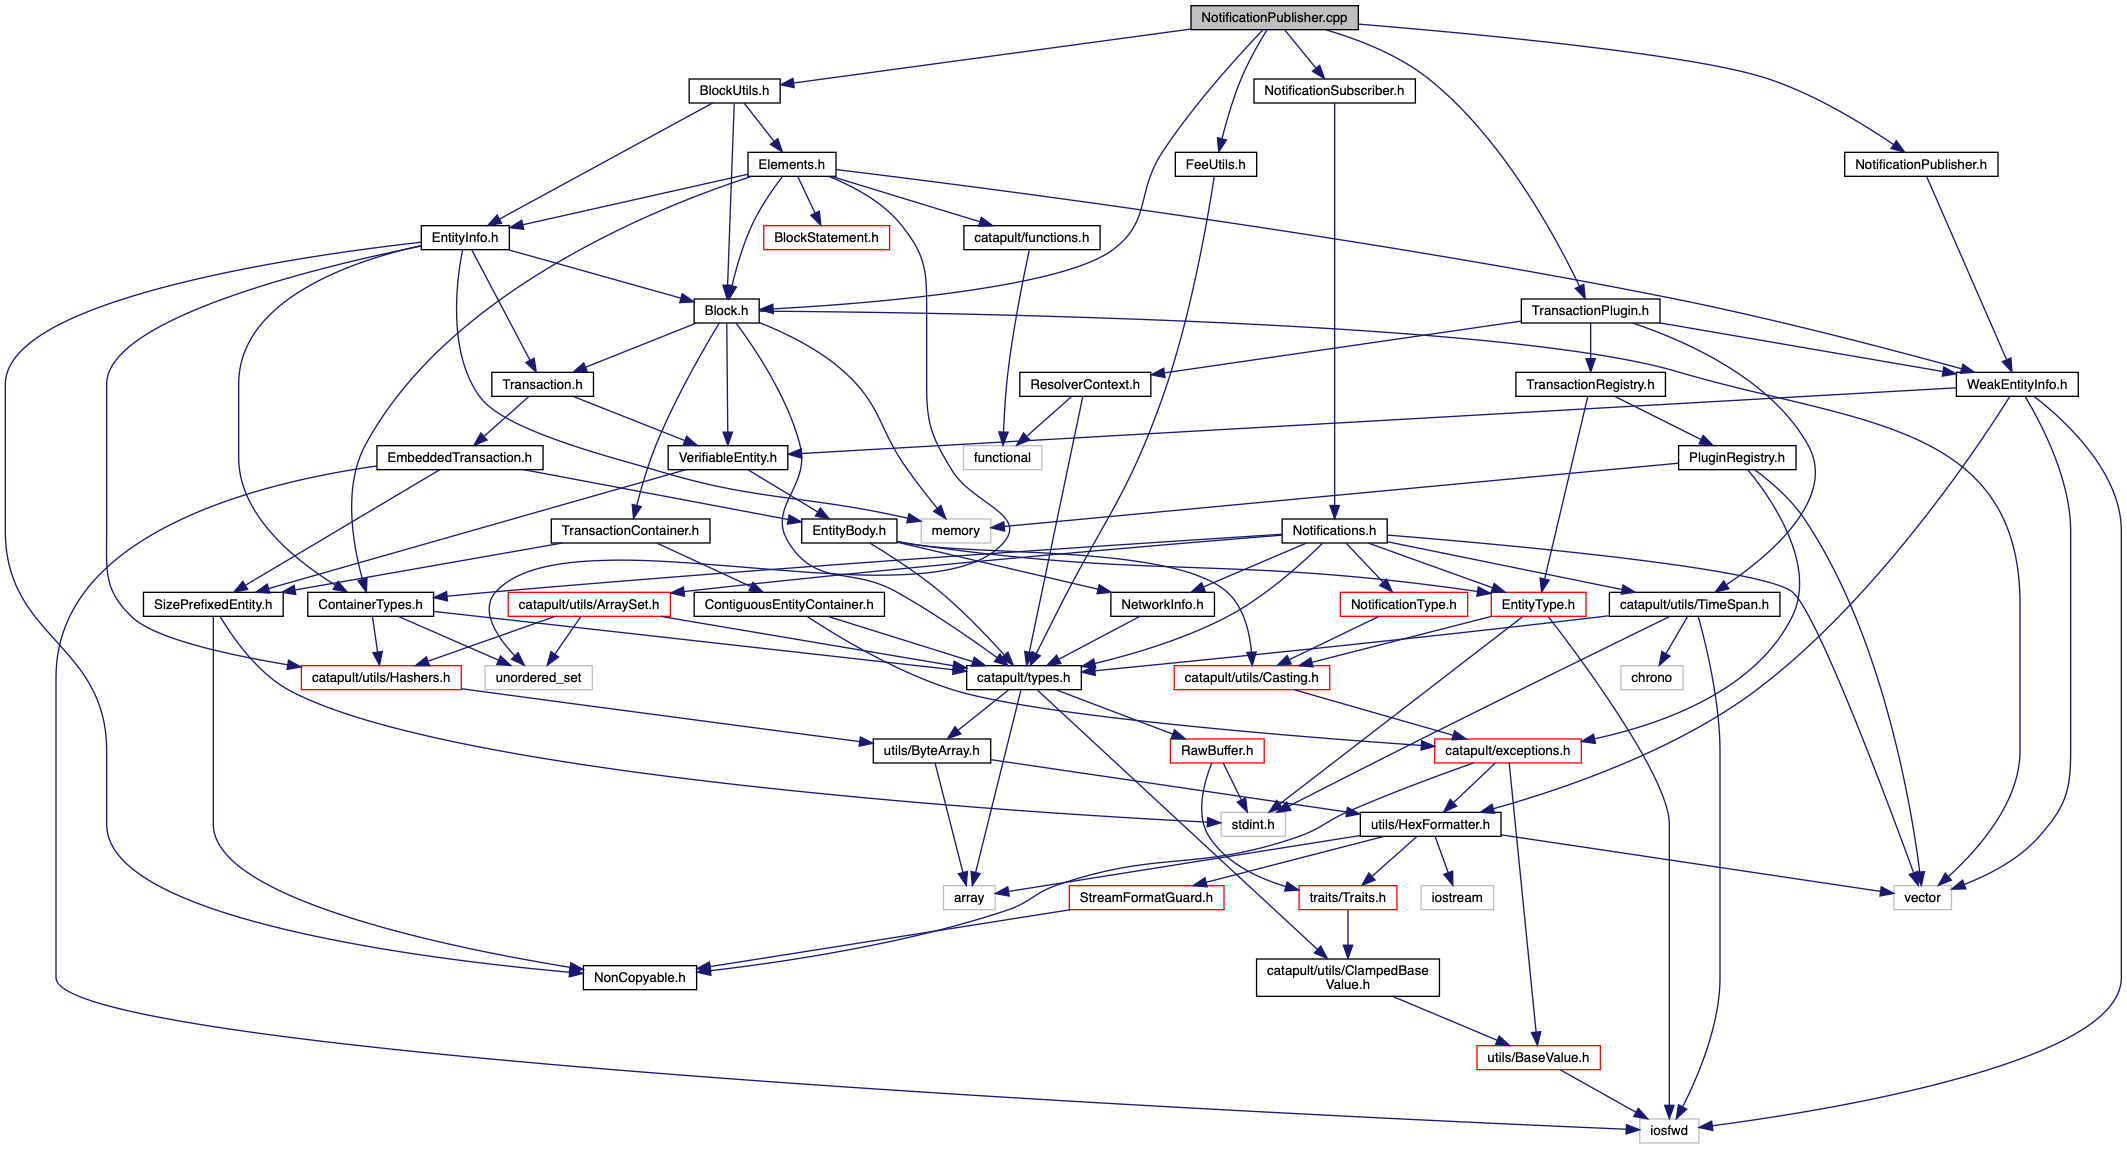 NotificationPublisher.cpp
BlockUtils.h
NotificationSubscriber.h
Elements.h
FeeUtils.h
NotificationPublisher.h
EntityInfo.h
BlockStatement.h
catapult/functions.h
Block.h
TransactionPlugin.h
Transaction.h
ResolverContext.h
TransactionRegistry.h
WeakEntityInfo.h
EmbeddedTransaction.h
VerifiableEntity.h
functional
PluginRegistry.h
TransactionContainer.h
EntityBody.h
memory
Notifications.h
SizePrefixedEntity.h
ContainerTypes.h
catapult/utils/ArraySet.h
ContiguousEntityContainer.h
NetworkInfo.h
NotificationType.h
EntityType.h
catapult/utils/TimeSpan.h
catapult/utils/Hashers.h
unordered_set
catapult/types.h
catapult/utils/Casting.h
chrono
utils/ByteArray.h
RawBuffer.h
catapult/exceptions.h
stdint.h
utils/HexFormatter.h
array
StreamFormatGuard.h
traits/Traits.h
iostream
vector
NonCopyable.h
catapult/utils/ClampedBase
Value.h
utils/BaseValue.h
iosfwd